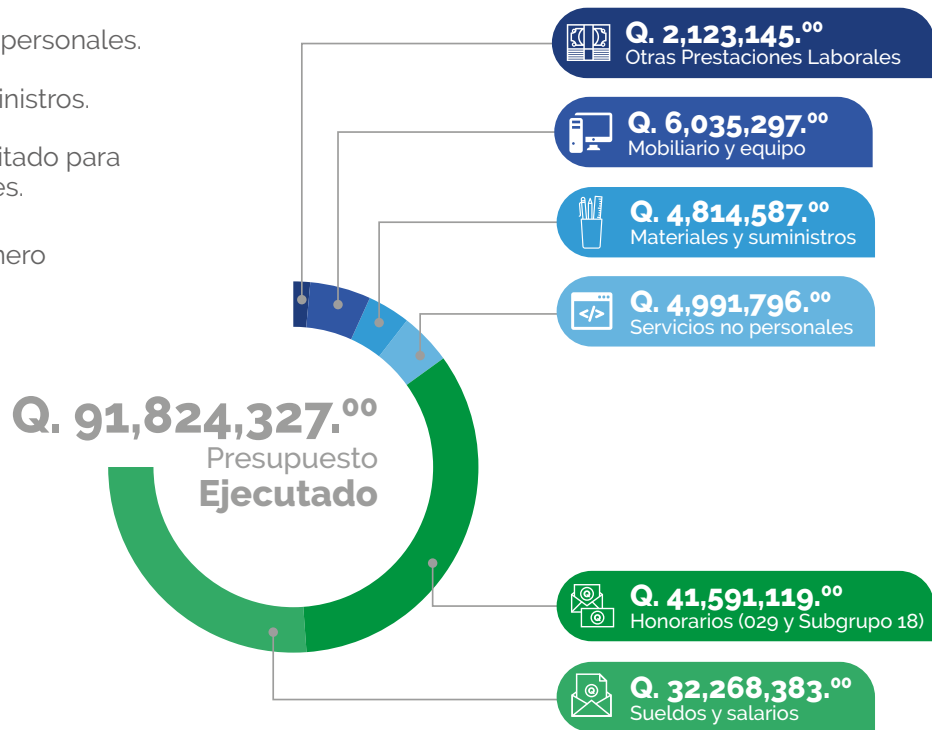 personales.
inistros.
itado para
es.
nero
Q. 2,123,145.⁰⁰
Otras Prestaciones Laborales
Q. 6,035,297.⁰⁰
Mobiliario y equipo
Q. 4,814,587.⁰⁰
Materiales y suministros
</>
Q. 4,991,796.⁰⁰
Servicios no personales
Q. 91,824,327.⁰⁰
Presupuesto
Ejecutado
Q. 41,591,119.⁰⁰
Honorarios (029 y Subgrupo 18)
Q. 32,268,383.⁰⁰
Sueldos y salarios